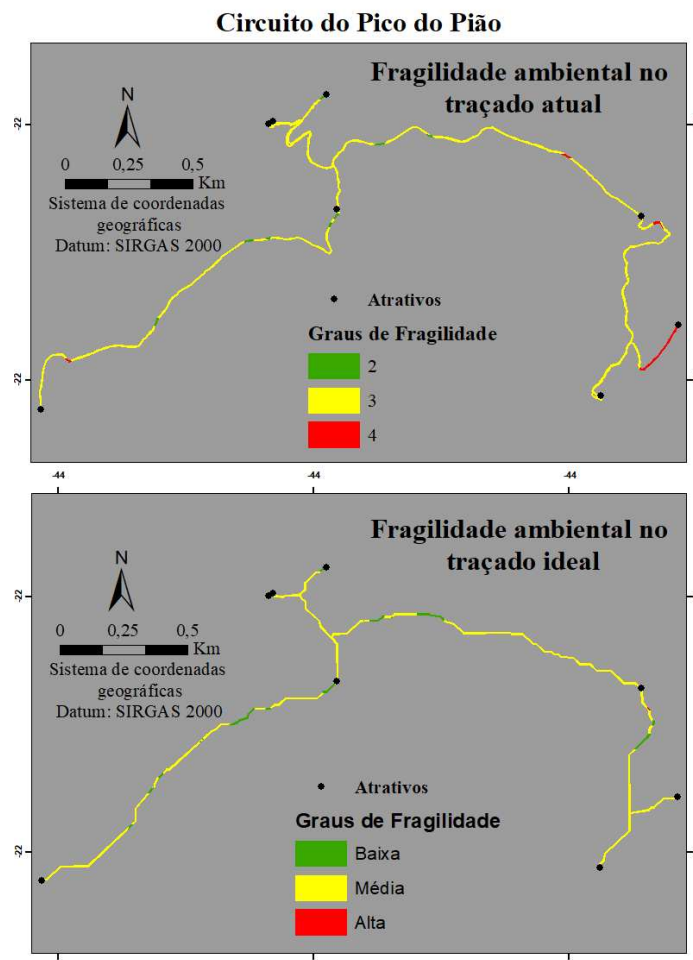 Circuito do Pico do Pião
Fragilidade ambiental no
traçado atual
N
0 0,25 0,5
Km
Sistema de coordenadas
geográficas
Datum: SIRGAS 2000
Atrativos
Graus de Fragilidade
2
3
4
-22
-22
-44 -44 -44
Fragilidade ambiental no
traçado ideal
N
0 0,25 0,5
Km
Sistema de coordenadas
geográficas
Datum: SIRGAS 2000
Atrativos
Graus de Fragilidade
Baixa
Média
Alta
-22
-22